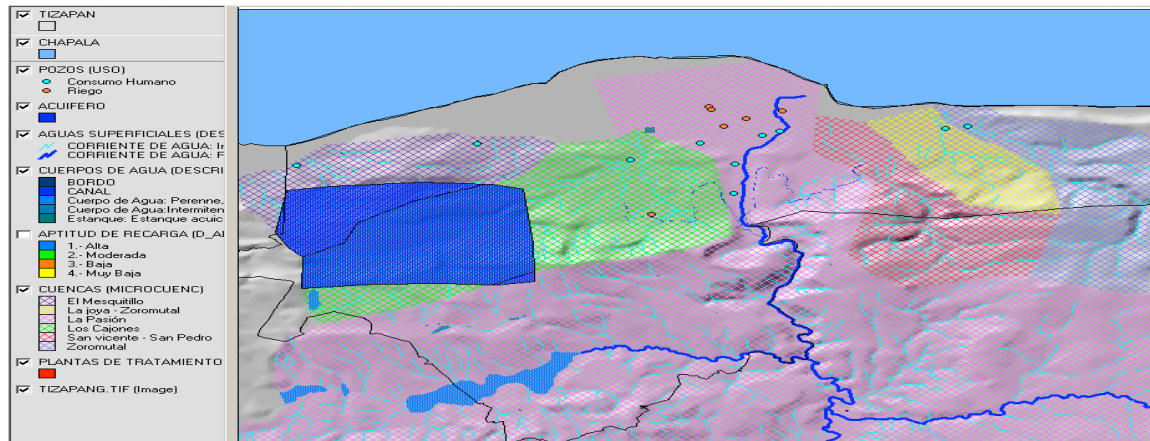 TIZAPAN
CHAPALA
POZOS (USO)
Consumo Humano
Riego
ACUIFERO
AGUAS SUPERFICIALES (DES
CORRIENTE DE AGUA: I
CORRIENTE DE AGUA: F
CUERPOS DE AGUA (DESCRI
BORDO
CANAL
Cuerpo de Agua: Perenne,
Cuerpo de Agua:Intermiten
Estanque: Estanque acuic
APTITUD DE RECARGA (D_A
1.- Alta
2.- Moderada
3.- Baja
4.- Muy Baja
CUENCAS (MICROCUENC)
El Mesquitillo
La joya - Zoromutal
La Pasión
Los Cajones
San vicente - San Pedro
Zoromutal
PLANTAS DE TRATAMIENTO
TIZAPANG.TIF (Image)